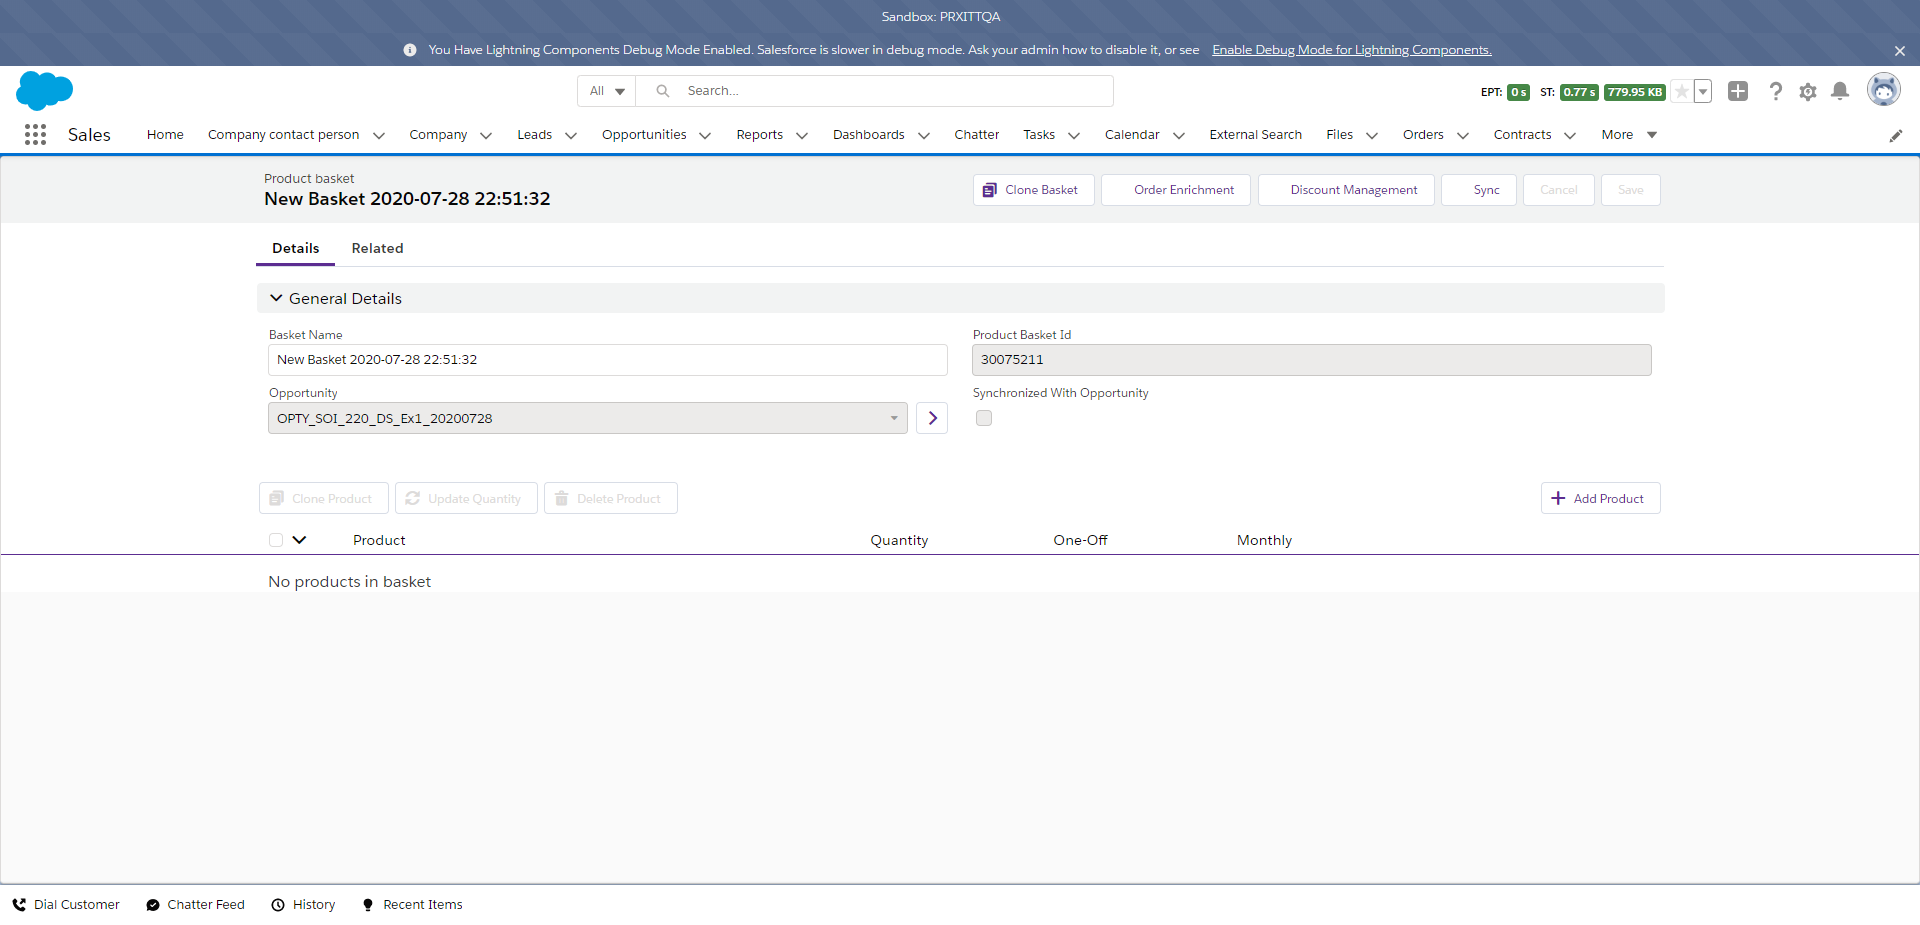 Sandbox: PRXITTQA
You Have Lightning Components Debug Mode Enabled. Salesforce is slower in debug mode. Ask your admin how to disable it, or see Enable Debug Mode for Lightning Components.
All Search... EPT: 0 s ST: 0.77 s 779.95 KB
Sales Home Company contact person Company Leads Opportunities Reports Dashboards Chatter Tasks Calendar External Search Files Orders Contracts More
Product basket
New Basket 2020-07-28 22:51:32
Clone Basket Order Enrichment Discount Management Sync Cancel Save
Details Related
General Details
Basket Name Product Basket Id
New Basket 2020-07-28 22:51:32 30075211
Opportunity Synchronized With Opportunity
OPTY_SOI_220_DS_Ex1_20200728
Clone Product Update Quantity Delete Product Add Product
Product Quantity One-Off Monthly
No products in basket
Dial Customer Chatter Feed History Recent Items